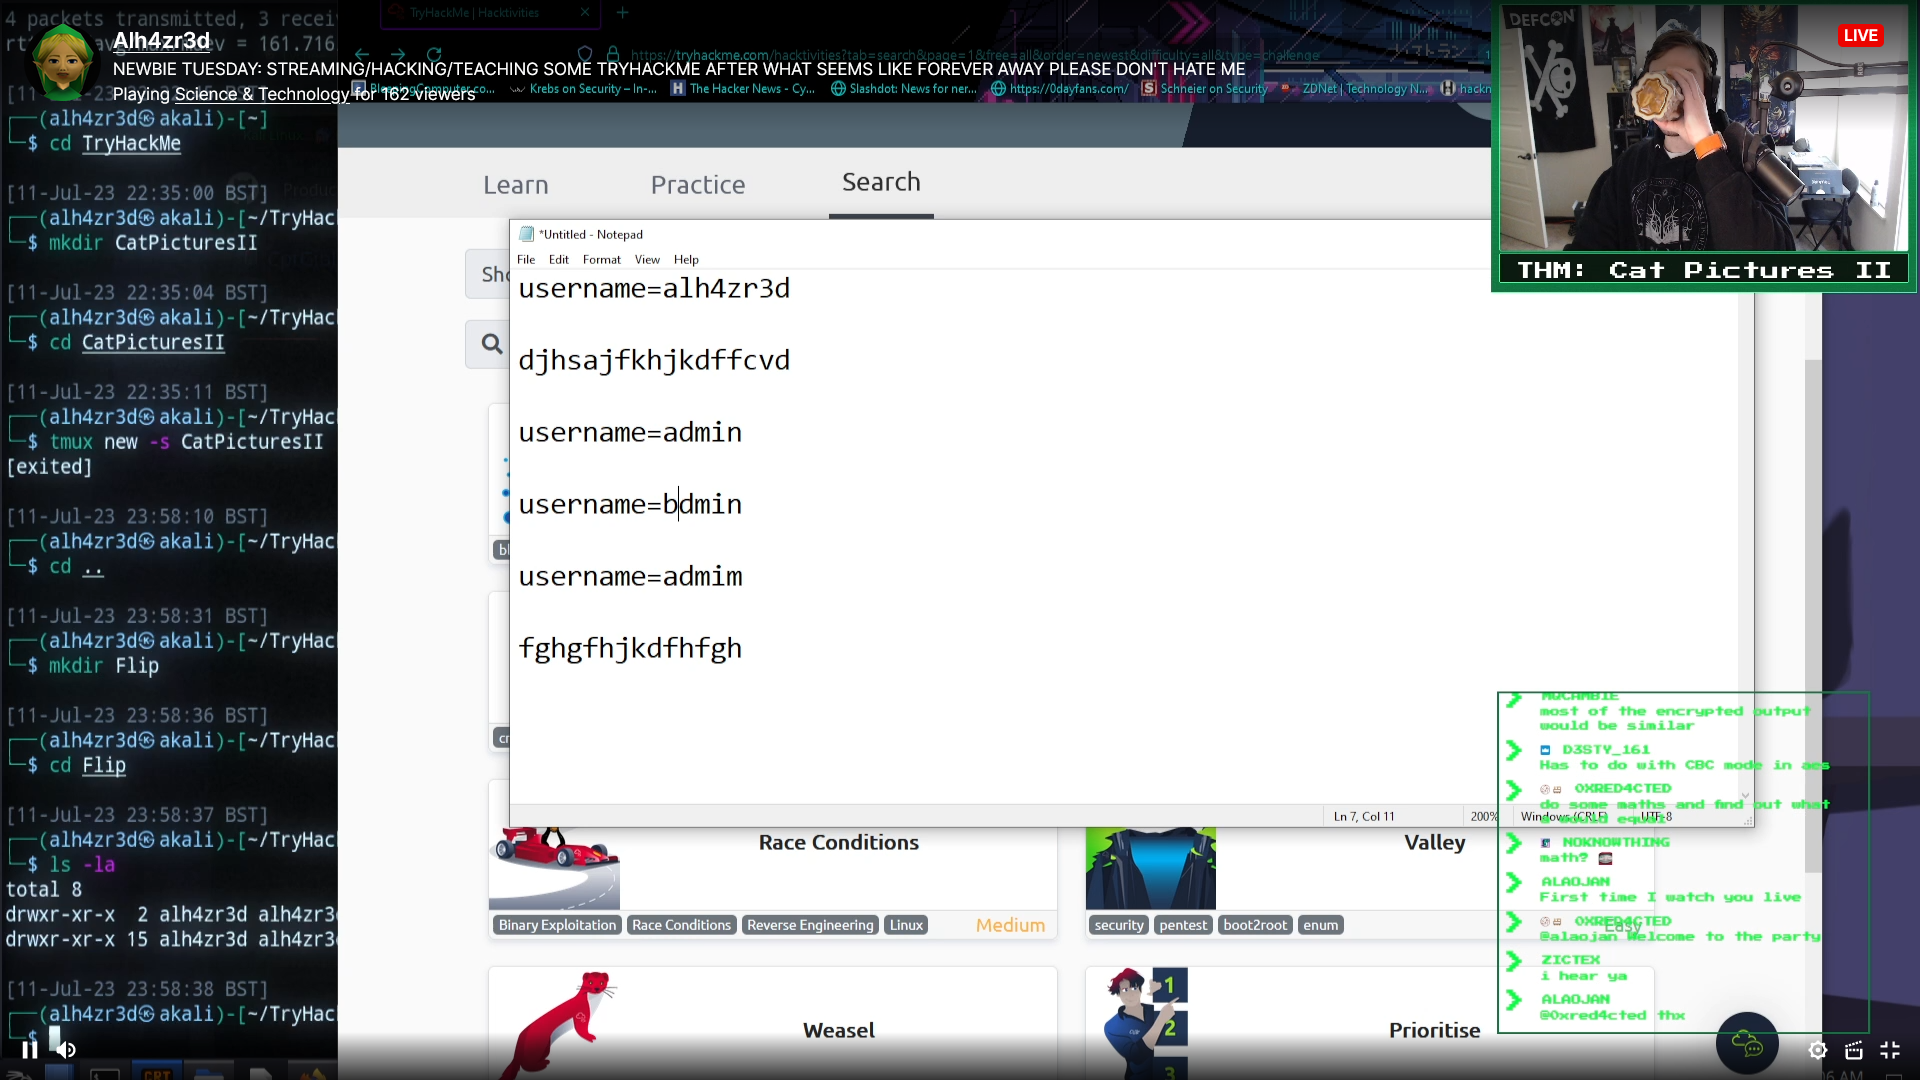 4 packets transmitted, 3 recei
Alh4zr3d
= 161.716
NEWBIE TUESDAY: STREAMING/HACKING/TEACHING SOME TRYHACKME AFTER WHAT SEEMS LIKE FOREVER AWAY PLEASE DON'T HATE ME
Playing Science & Technology for 162 viewers
(alh4zr3d㉿akali)-[~]
$ cd TryHackMe
[11-Jul-23 22:35:00 BST]
(alh4zr3d㉿akali)-[~/TryHac
$ mkdir CatPicturesII
[11-Jul-23 22:35:04 BST]
(alh4zr3d㉿akali)-[~/TryHac
$ cd CatPicturesII
[11-Jul-23 22:35:11 BST]
(alh4zr3d㉿akali)-[~/TryHac
$ tmux new -s CatPicturesII
[exited]
[11-Jul-23 23:58:10 BST]
(alh4zr3d㉿akali)-[~/TryHac
$ cd ..
[11-Jul-23 23:58:31 BST]
(alh4zr3d㉿akali)-[~/TryHac
$ mkdir Flip
[11-Jul-23 23:58:36 BST]
(alh4zr3d㉿akali)-[~/TryHac
$ cd Flip
[11-Jul-23 23:58:37 BST]
(alh4zr3d㉿akali)-[~/TryHac
$ ls -la
total 8
drwxr-xr-x  2 alh4zr3d alh4zr3
drwxr-xr-x 15 alh4zr3d alh4zr3
[11-Jul-23 23:58:38 BST]
(alh4zr3d㉿akali)-[~/TryHac
$
TryHackMe | Hacktivities
https://tryhackme.com/hacktivities?tab=search&page=1&free=all&order=newest&difficulty=all&type=challenge
BleepingComputer.co...
Krebs on Security – In-...
The Hacker News - Cy...
Slashdot: News for ner...
https://0dayfans.com/
Schneier on Security
ZDNet | Technology N...
hackn
Learn
Practice
Search
Sho
*Untitled - Notepad
File Edit Format View Help
username=alh4zr3d
djhsajfkhjkdffcvd
username=admin
username=bdmin
username=admim
fghgfhjkdfhfgh
Ln 7, Col 11
200%
Windows (CRLF)
UTF-8
bl
cr
Race Conditions
Binary Exploitation
Race Conditions
Reverse Engineering
Linux
Medium
Valley
security
pentest
boot2root
enum
Easy
Weasel
1
2
3
Prioritise
DEFCON
LIVE
THM: Cat Pictures II
most of the encrypted output
would be similar
D3STY_161
Has to do with CBC mode in aes
0XRED4CTED
do some maths and find out what
NOKNOWTHING
math?
ALAOJAN
First time I watch you live
0XRED4CTED
@alaojan Welcome to the party
ZICTEX
i hear ya
ALAOJAN
@0xred4cted thx